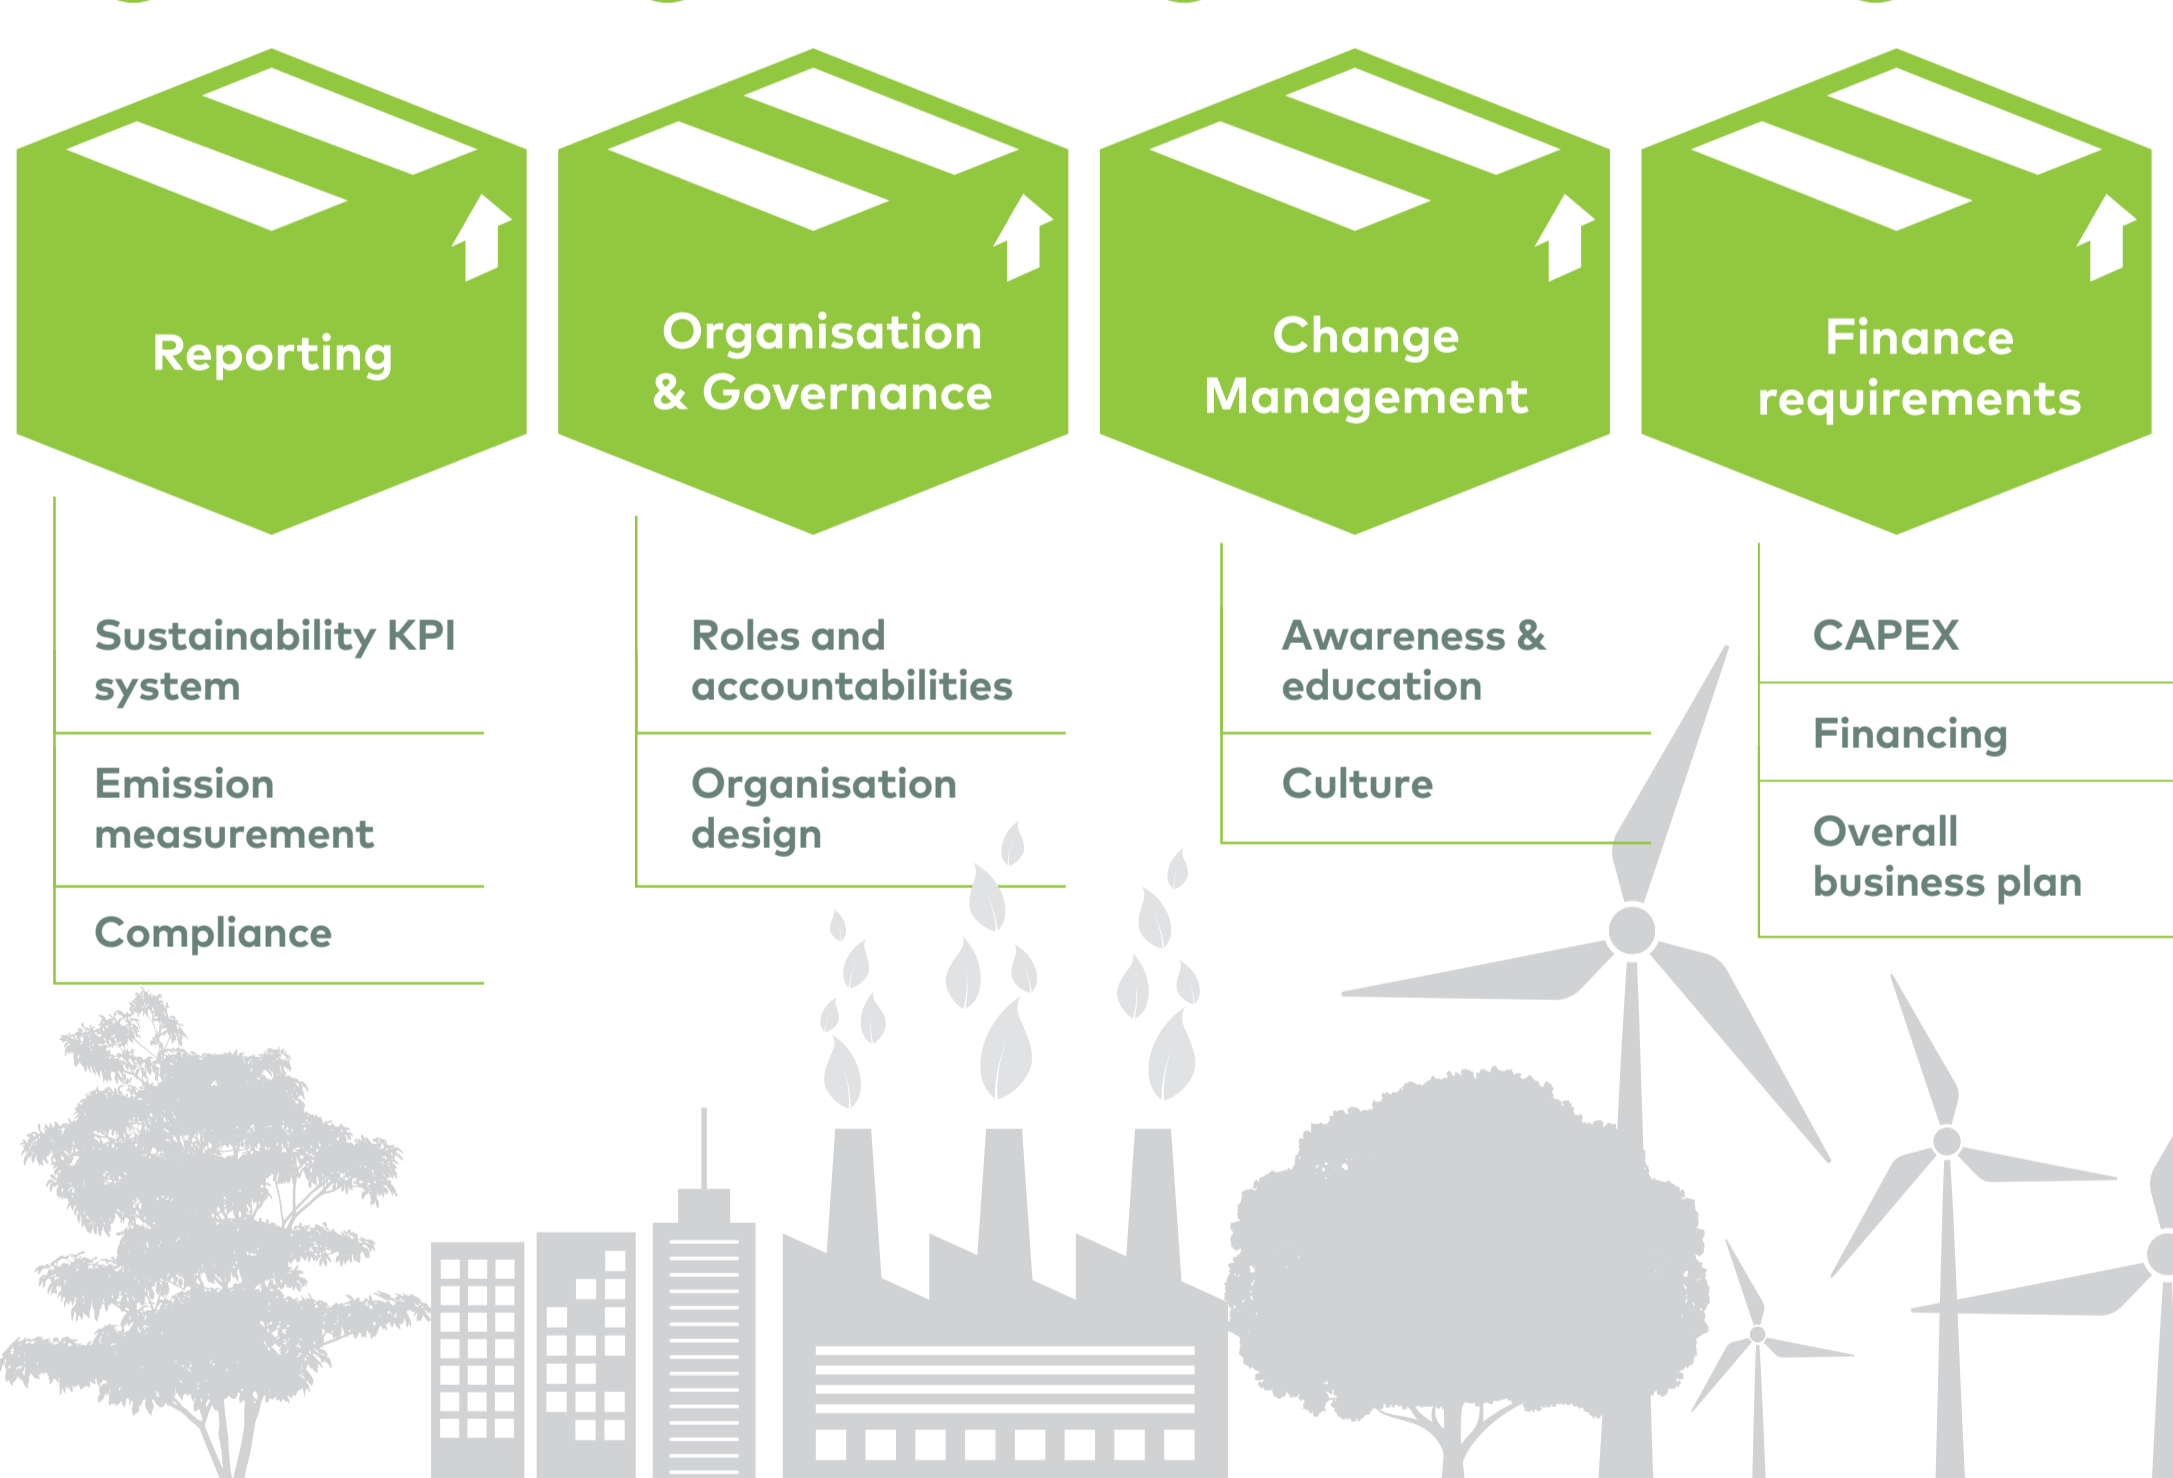 Reporting
Organisation
& Governance
Change
Management
Finance
requirements
Sustainability KPI
system
Emission
measurement
Compliance
Roles and
accountabilities
Organisation
design
Awareness &
education
Culture
CAPEX
Financing
Overall
business plan